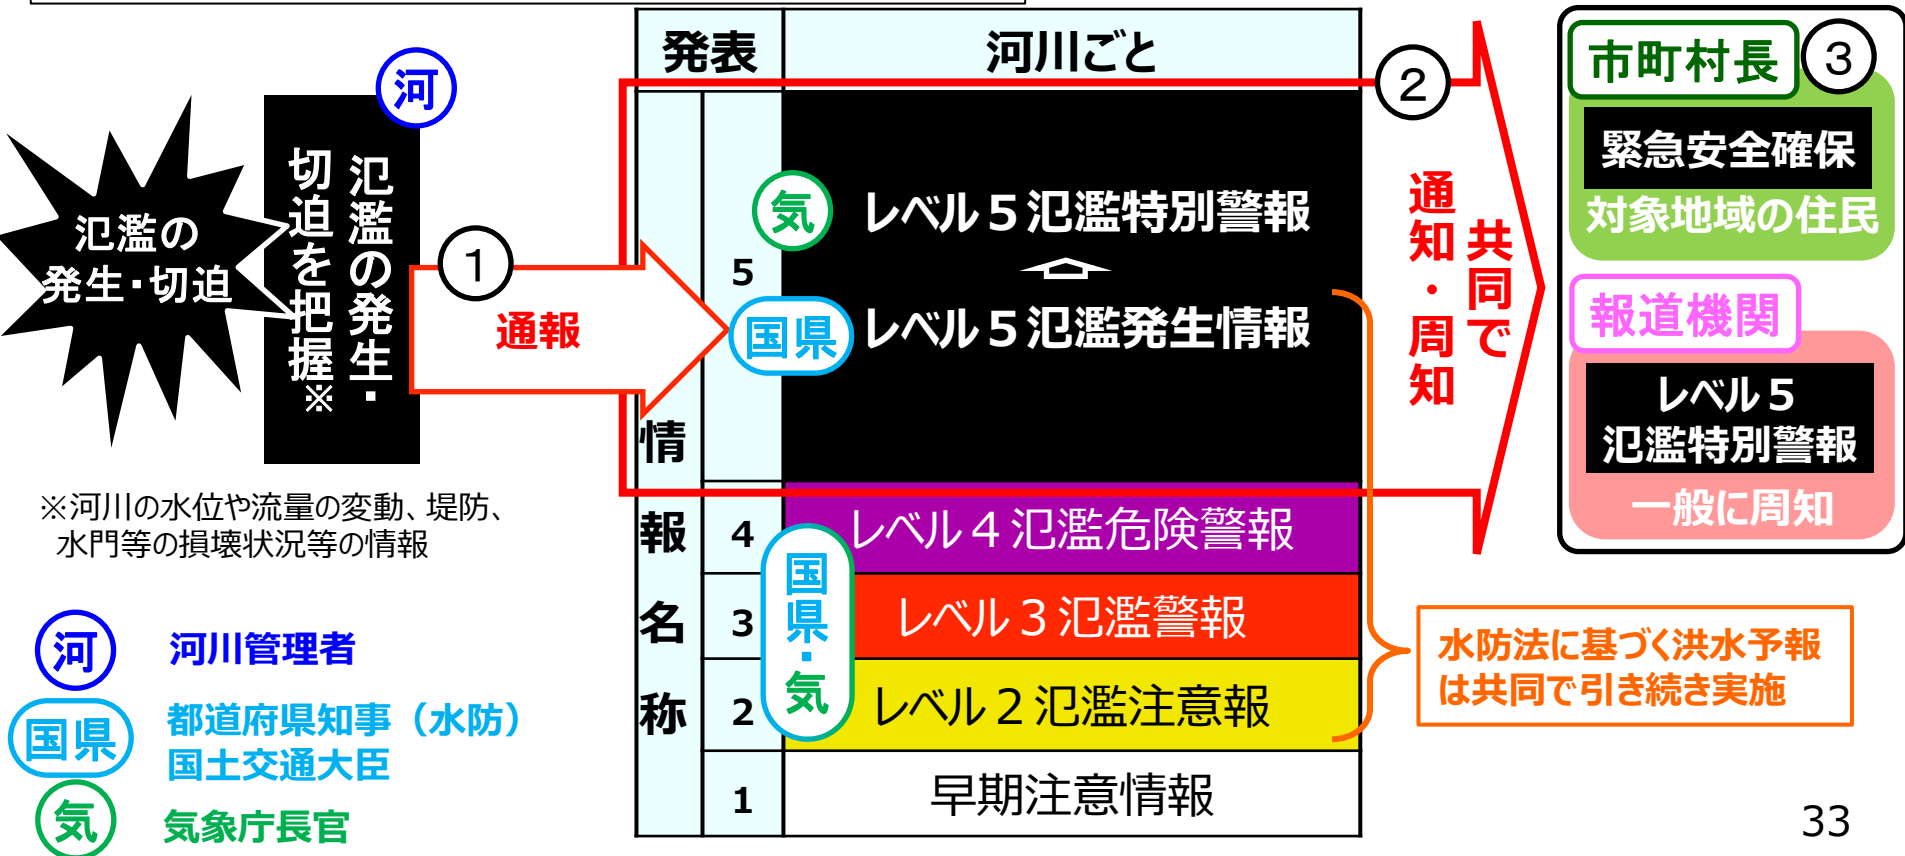 発表
河川ごと
情
報
名
称
5
4
3
2
1
気
レベル５氾濫特別警報
国県
レベル５氾濫発生情報
レベル４氾濫危険警報
レベル３氾濫警報
レベル２氾濫注意報
早期注意情報
国県・気
河
氾濫の
発生・切迫
氾濫の発生・
切迫を把握※
①
通報
※河川の水位や流量の変動、堤防、
水門等の損壊状況等の情報
河
河川管理者
国県
都道府県知事（水防）
国土交通大臣
気
気象庁長官
②
共同で
通知・周知
市町村長
③
緊急安全確保
対象地域の住民
報道機関
レベル５
氾濫特別警報
一般に周知
水防法に基づく洪水予報
は共同で引き続き実施
33